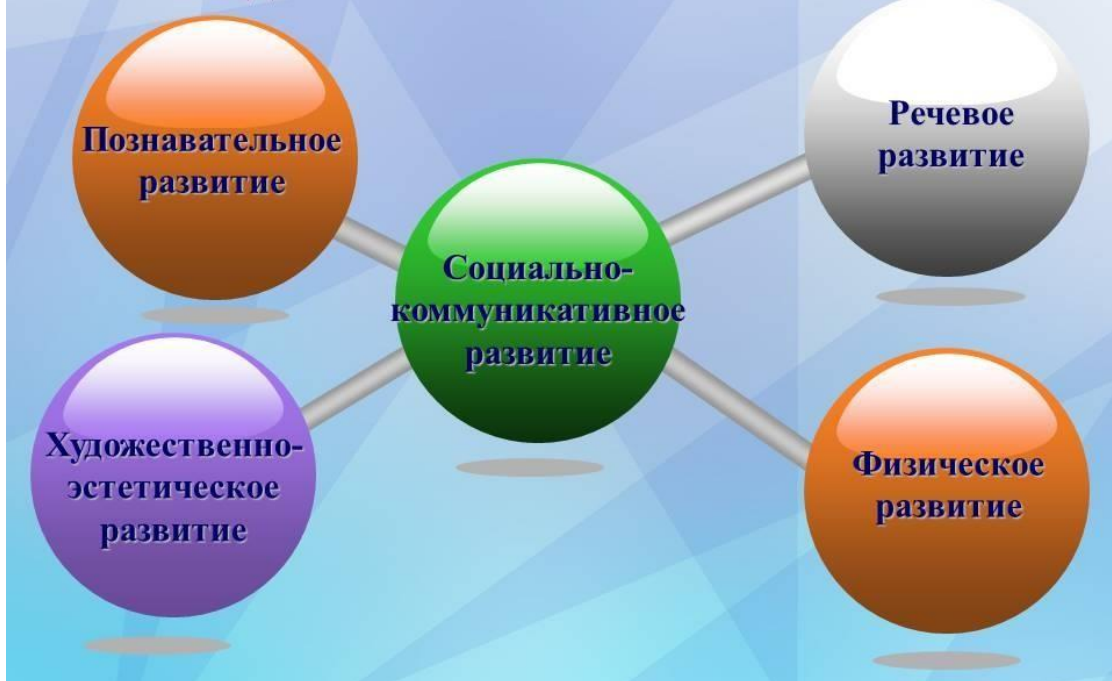 Познавательное
развитие
Речевое
развитие
Социально-
коммуникативное
развитие
Художественно-
эстетическое
развитие
Физическое
развитие